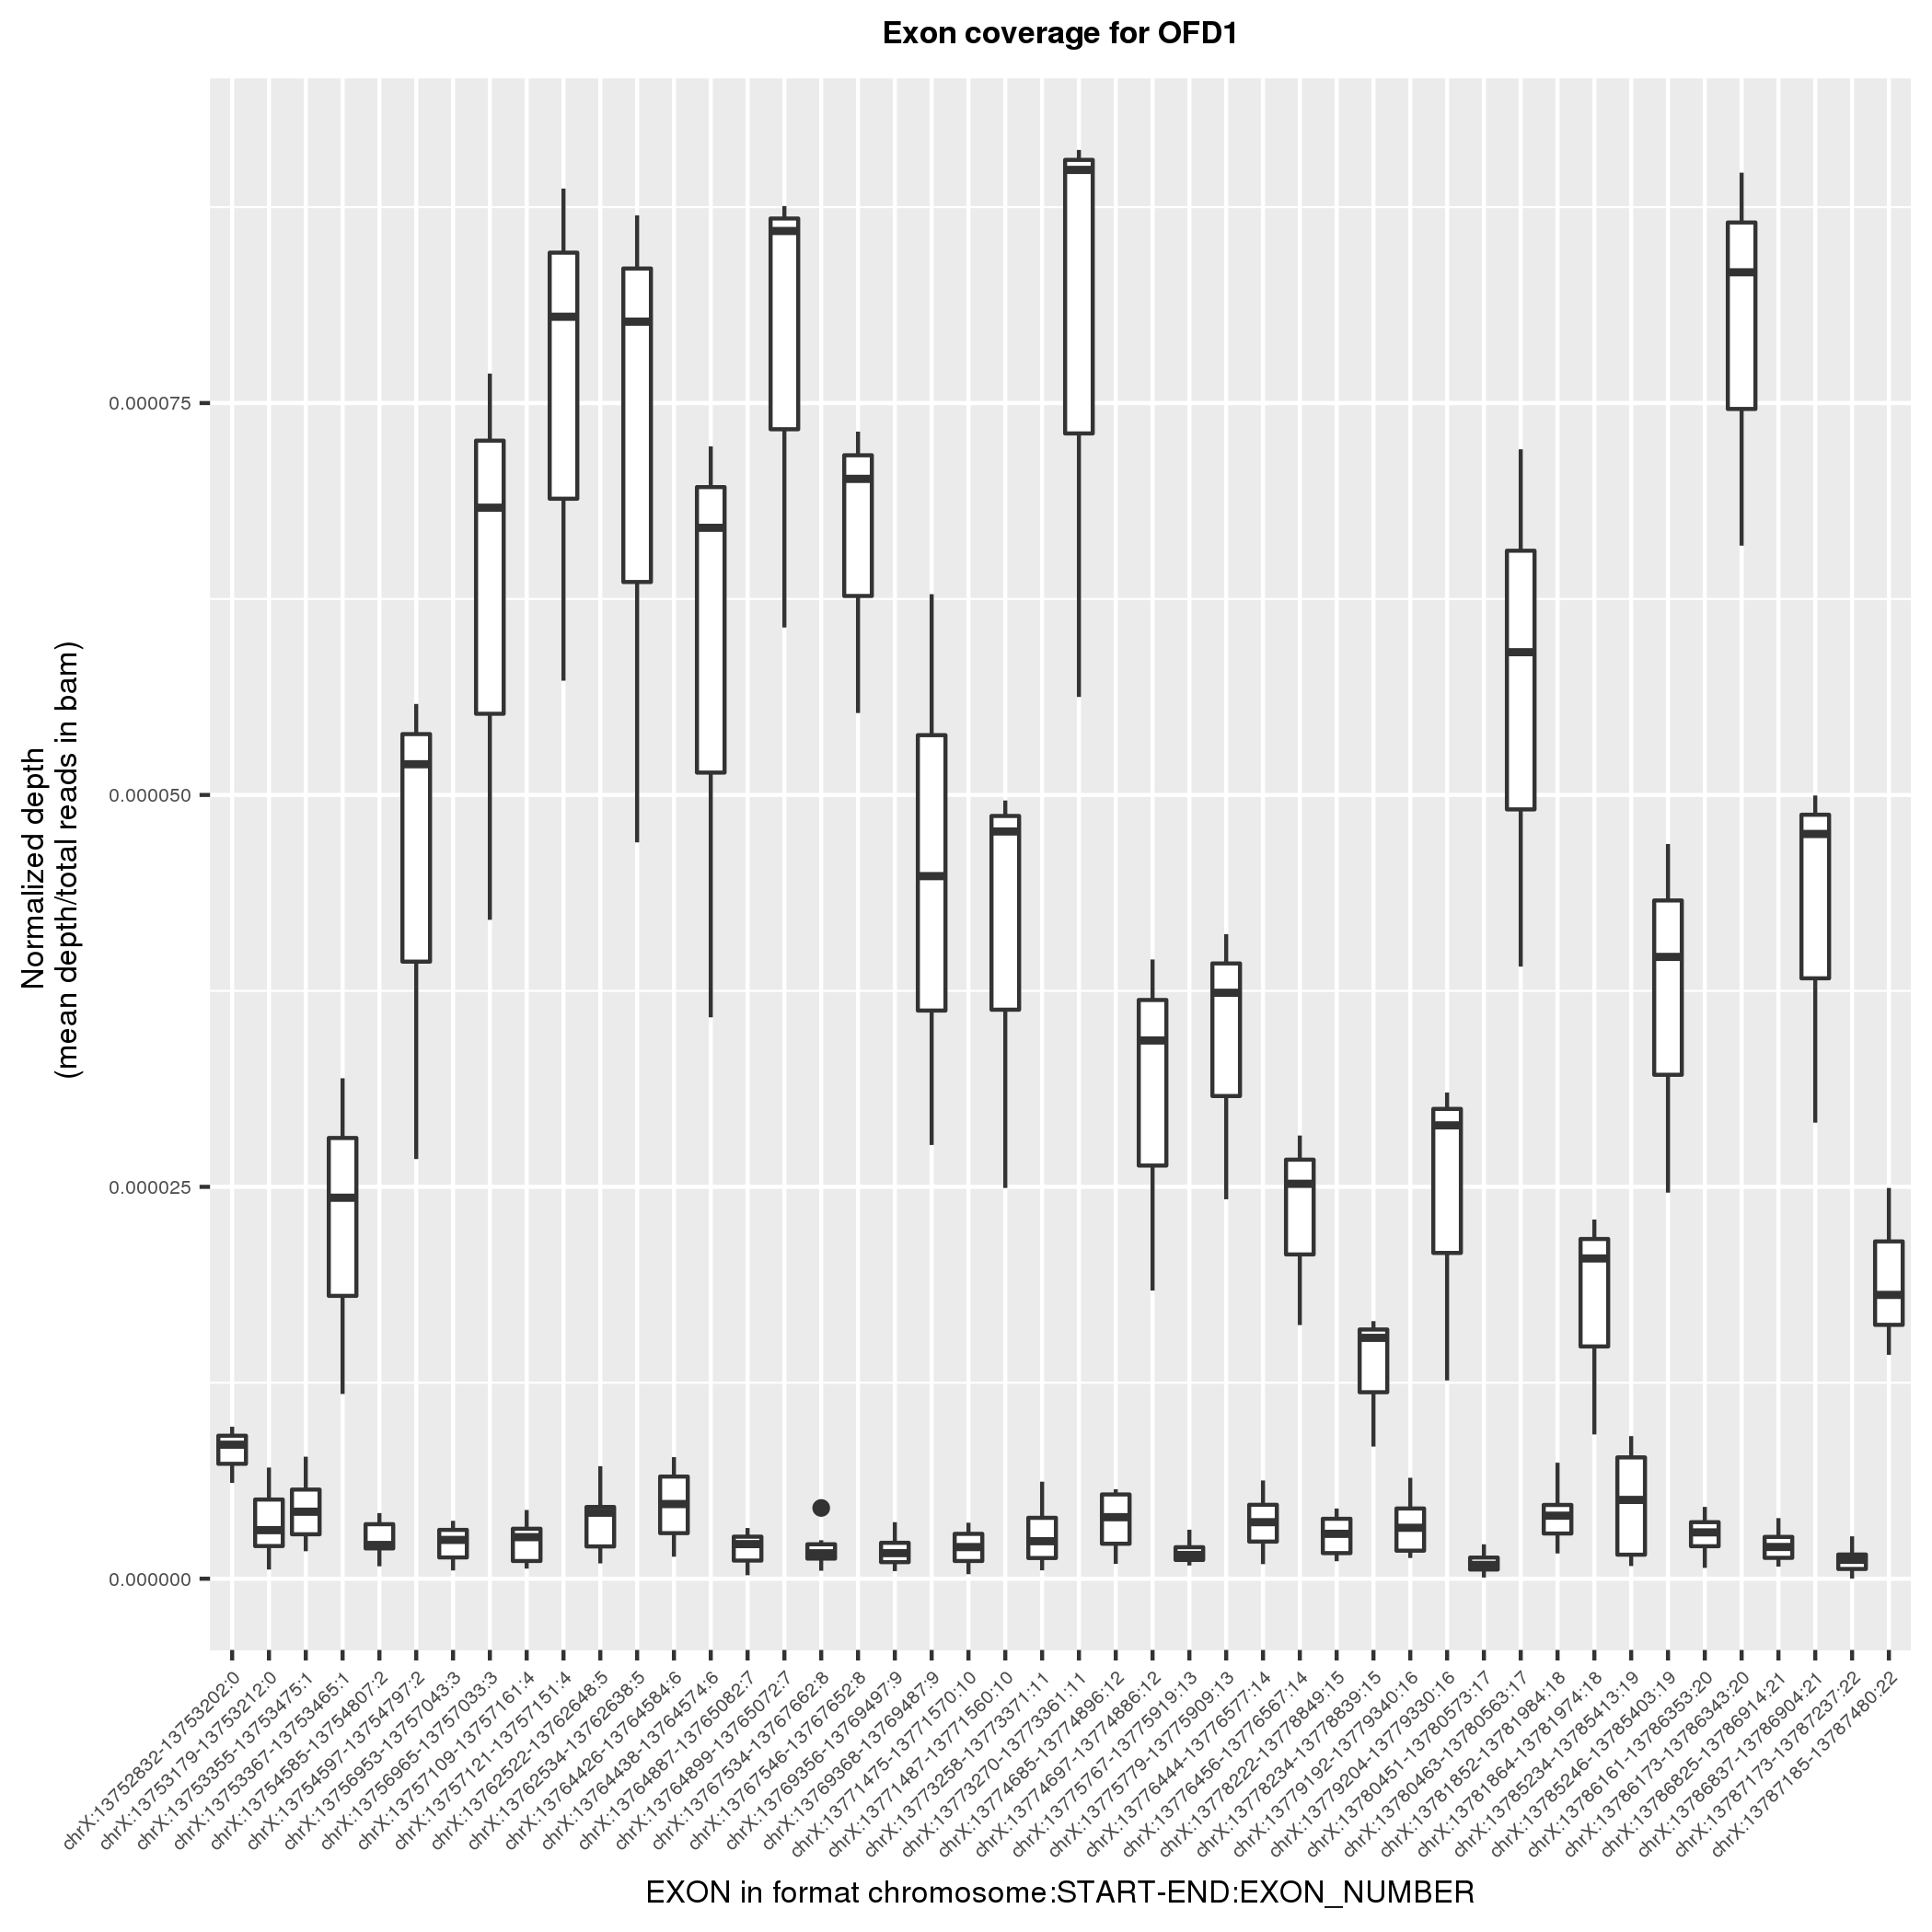 Exon coverage for OFD1
Normalized depth
(mean depth/total reads in bam)
0.000075
0.000050
0.000025
0.000000
chrX:13752832-13753202:0
chrX:13753179-13753212:0
chrX:13753355-13753475:1
chrX:13753367-13753465:1
chrX:13754585-13754807:2
chrX:13754597-13754797:2
chrX:13756953-13757043:3
chrX:13756965-13757033:3
chrX:13757109-13757161:4
chrX:13757121-13757151:4
chrX:13762522-13762648:5
chrX:13762534-13762638:5
chrX:13764426-13764584:6
chrX:13764438-13764574:6
chrX:13764887-13765082:7
chrX:13764899-13765072:7
chrX:13767534-13767662:8
chrX:13767546-13767652:8
chrX:13769356-13769497:9
chrX:13769368-13769487:9
chrX:13771475-13771570:10
chrX:13771487-13771560:10
chrX:13773258-13773371:11
chrX:13773270-13773361:11
chrX:13774685-13774896:12
chrX:13774697-13774886:12
chrX:13775767-13775919:13
chrX:13775779-13775909:13
chrX:13776444-13776577:14
chrX:13776456-13776567:14
chrX:13778222-13778849:15
chrX:13778234-13778839:15
chrX:13779192-13779340:16
chrX:13779204-13779330:16
chrX:13780451-13780573:17
chrX:13780463-13780563:17
chrX:13781852-13781984:18
chrX:13781864-13781974:18
chrX:13785234-13785413:19
chrX:13785246-13785403:19
chrX:13786161-13786353:20
chrX:13786173-13786343:20
chrX:13786825-13786914:21
chrX:13786837-13786904:21
chrX:13787173-13787237:22
chrX:13787185-13787480:22
EXON in format chromosome:START-END:EXON_NUMBER